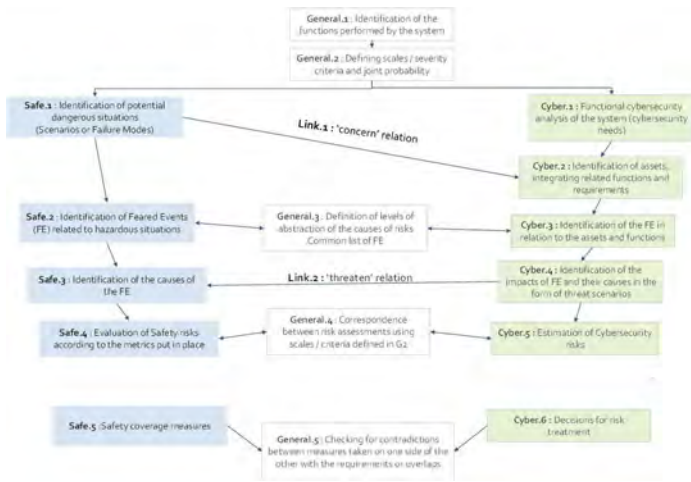 General.1 : Identification of the
functions performed by the system
General.2 : Defining scales / severity
criteria and joint probability
Safe.1 : Identification of potential
dangerous situations
(Scenarios or Failure Modes)
Link.1 : 'concern' relation
Cyber.1 : Functional cybersecurity
analysis of the system (cybersecurity
needs)
Cyber.2 : Identification of assets,
integrating related functions and
requirements
Safe.2 : Identification of Feared Events
(FE) related to hazardous situations
General.3 : Definition of levels of
abstraction of the causes of risks
Common list of FE
Cyber.3 : Identification of the FE in
relation to the assets and functions
Safe.3 : Identification of the causes of
the FE
Link.2 : 'threaten' relation
Cyber.4 : Identification of the
impacts of FE and their causes in the
form of threat scenarios
Safe.4 : Evaluation of Safety risks
according to the metrics put in place
General.4 : Correspondence
between risk assessments using
scales / criteria defined in G2
Cyber.5 : Estimation of Cybersecurity
risks
Safe.5 : Safety coverage measures
General.5 : Checking for contradictions
between measures taken on one side of
the other with the requirements or overlaps.
Cyber.6 : Decisions for risk
treatment